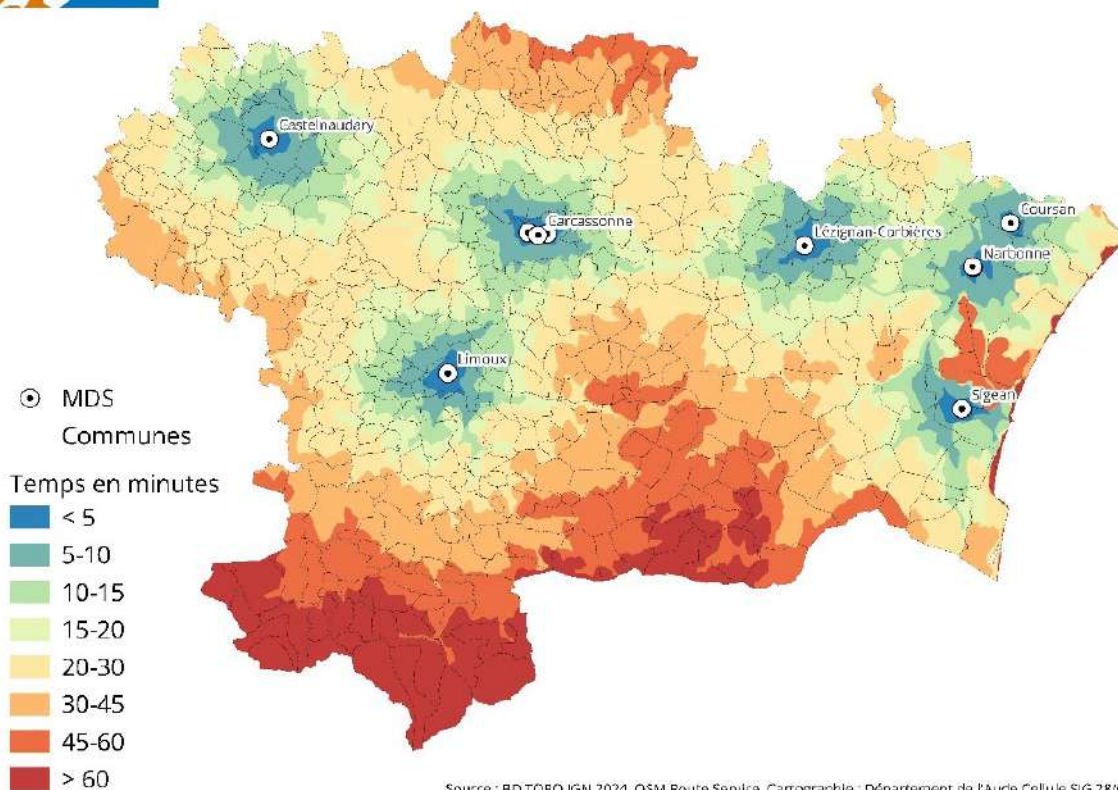 Castelnaudary
Carcassonne
Coursan
Lézignan-Corbières
Narbonne
Limoux
Sigean
MDS
Communes
Temps en minutes
< 5
5-10
10-15
15-20
20-30
30-45
45-60
> 60
Source : BD TOPO IGN 2024, OSM Route Service, Cartographie : Département de l'Aude Cellule SIG